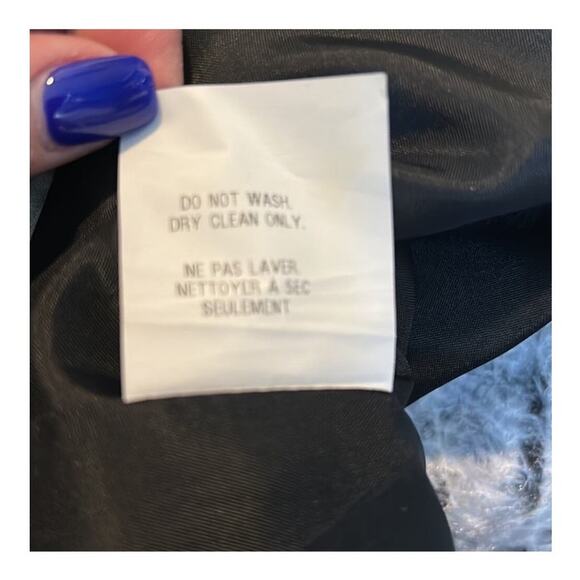 DO NOT WASH.
DRY CLEAN ONLY.
NE PAS LAVER
NETTOYER À SEC
SEULEMENT